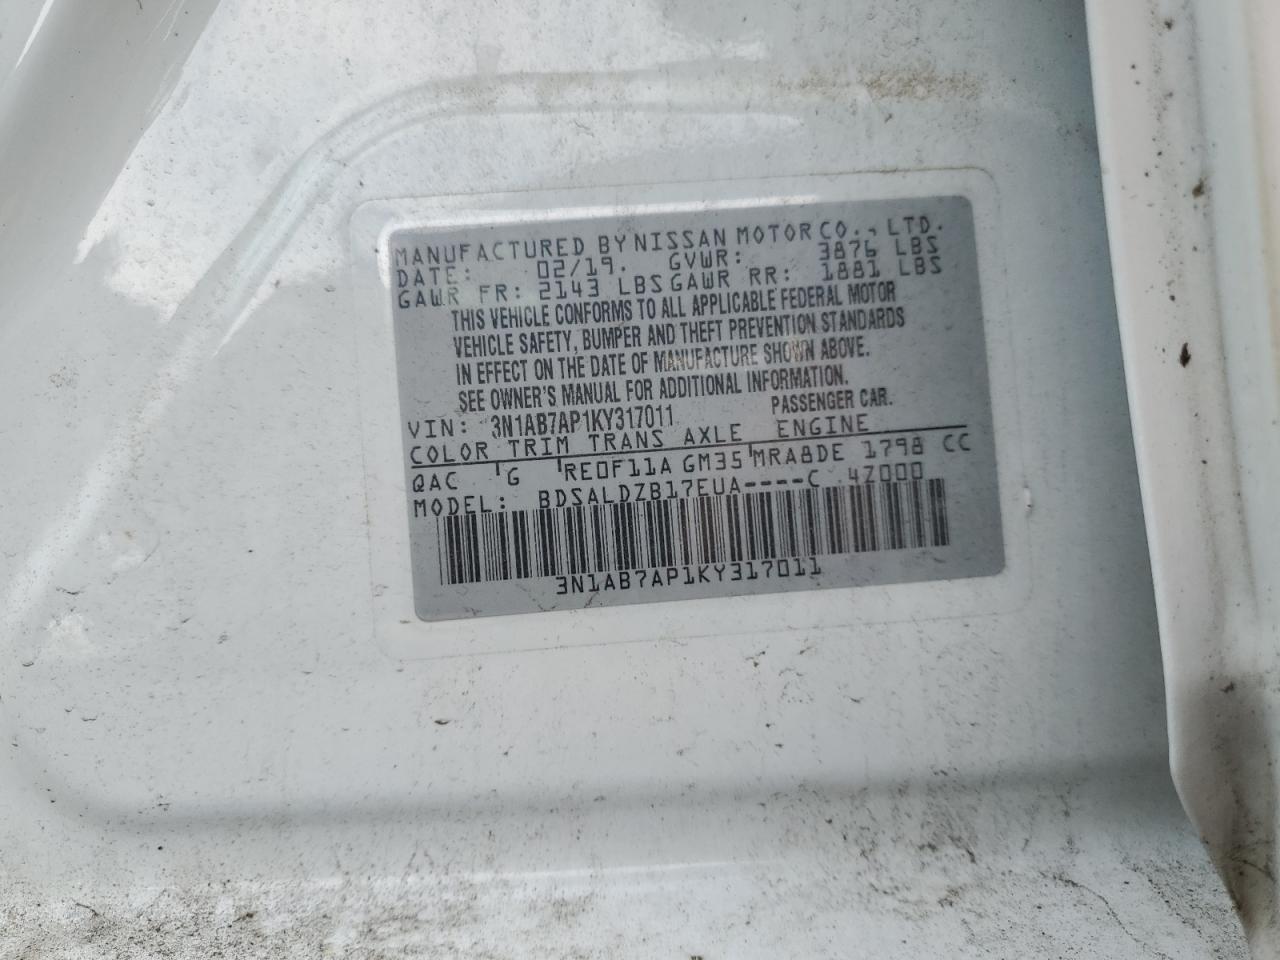 MANUFACTURED BY NISSAN MOTOR CO., LTD.
DATE: 02/19. GVWR: 3876 LBS
GAWR FR: 2143 LBS GAWR RR: 1881 LBS
THIS VEHICLE CONFORMS TO ALL APPLICABLE FEDERAL MOTOR
VEHICLE SAFETY, BUMPER AND THEFT PREVENTION STANDARDS
IN EFFECT ON THE DATE OF MANUFACTURE SHOWN ABOVE.
SEE OWNER'S MANUAL FOR ADDITIONAL INFORMATION.
VIN: 3N1AB7AP1KY317011 PASSENGER CAR.
COLOR TRIM TRANS AXLE ENGINE
QAC G RE0F11A GM35 MRA8DE 1798 CC
MODEL: BDSALDZB17EUA----C 4Z000
3N1AB7AP1KY317011